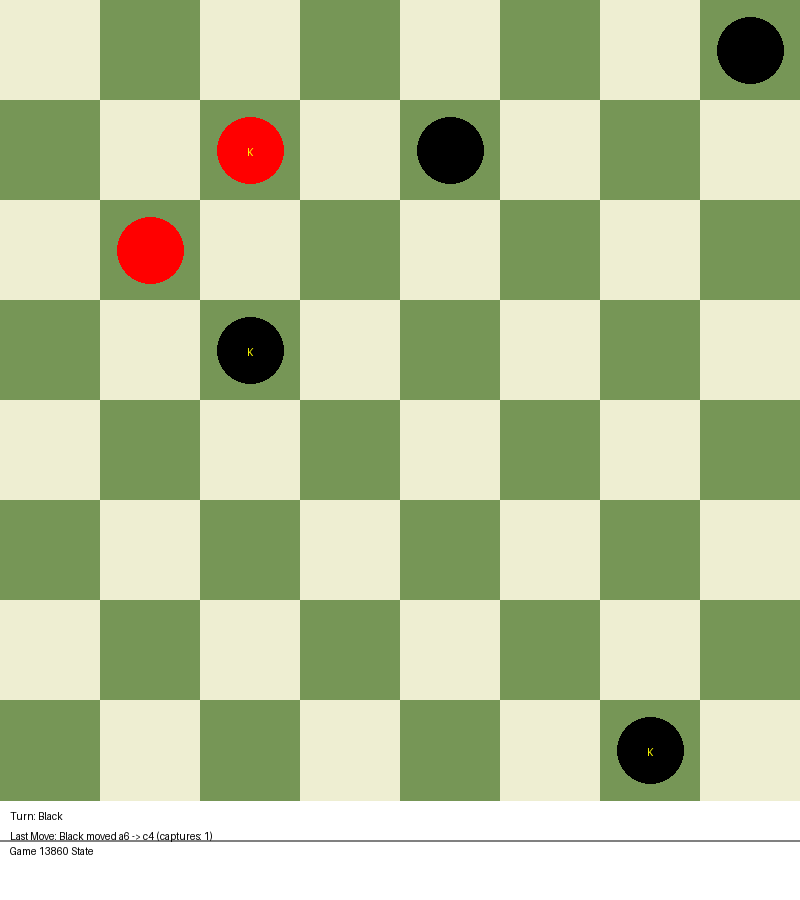 K
K
K
Turn: Black
Last Move: Black moved a6 -> c4 (captures: 1)
Game 13860 State